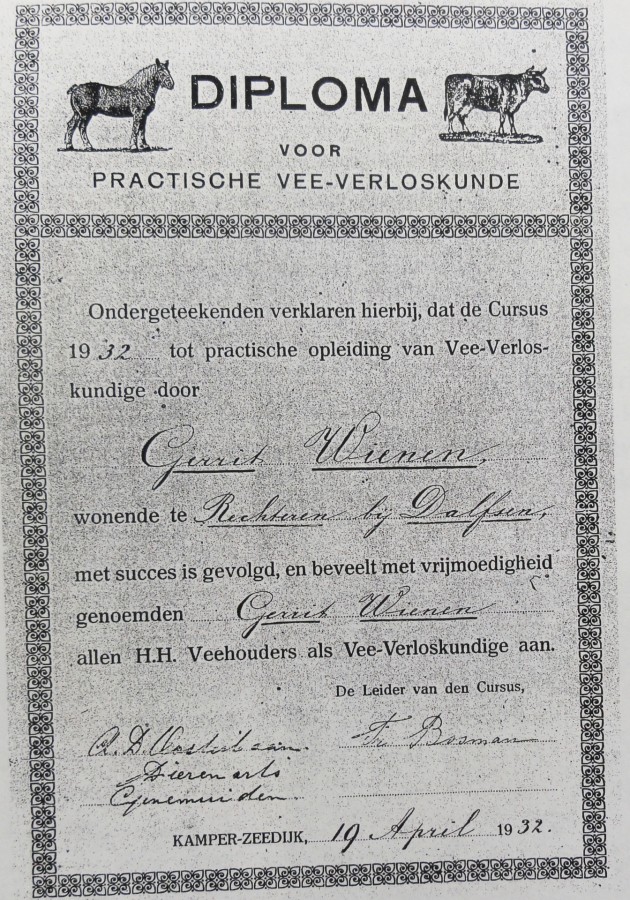 DIPLOMA
VOOR
PRACTISCHE VEE-VERLOSKUNDE
Ondergeteekenden verklaren hierbij, dat de Cursus
1932 tot practische opleiding van Vee-Verlos-
kundige door
Gerrit Wienen,
wonende te Rechteren bij Dalfsen,
met succes is gevolgd, en beveelt met vrijmoedigheid
genoemden Gerrit Wienen
allen H.H. Veehouders als Vee-Verloskundige aan.
De Leider van den Cursus,
D. Oosterbaan. Bosman
Dierenarts
Genemuiden.
KAMPER-ZEEDIJK, 19 April 1932.